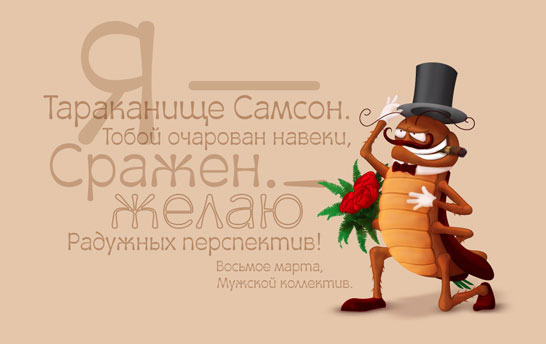 Я —
Тараканище Самсон.
Тобой очарован навеки,
Сражен. —
желаю
Радужных перспектив!
Восьмое марта,
Мужской коллектив.